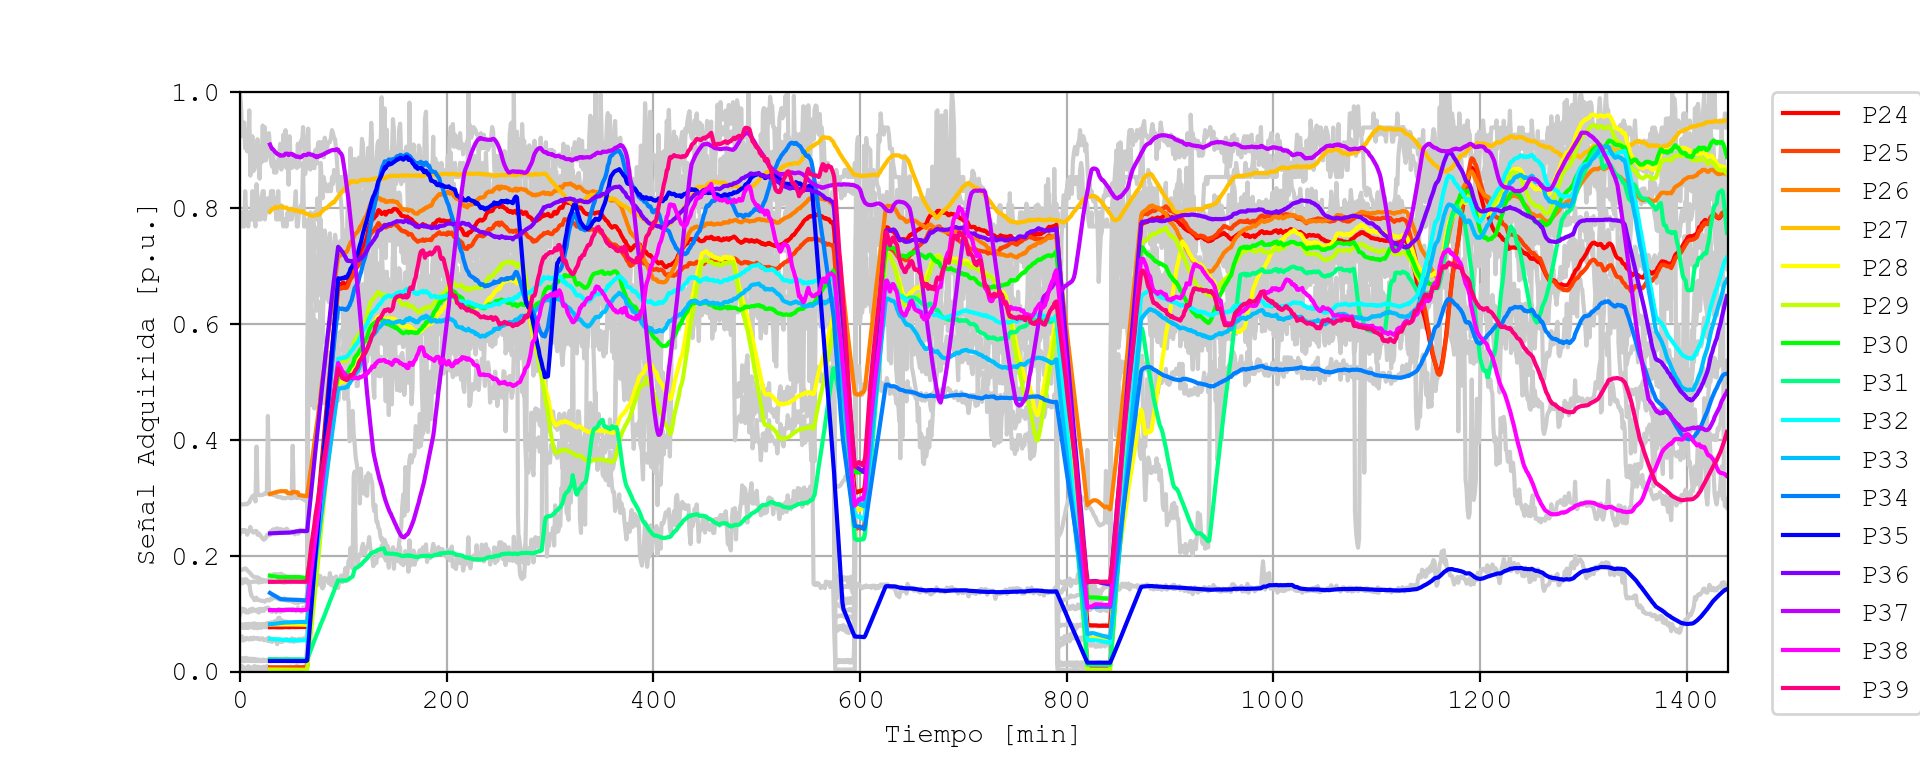 1.0
0.8
0.6
0.4
0.2
0.0
Señal Adquirida [p.u.]
0 200 400 600 800 1000 1200 1400
Tiempo [min]
P24
P25
P26
P27
P28
P29
P30
P31
P32
P33
P34
P35
P36
P37
P38
P39